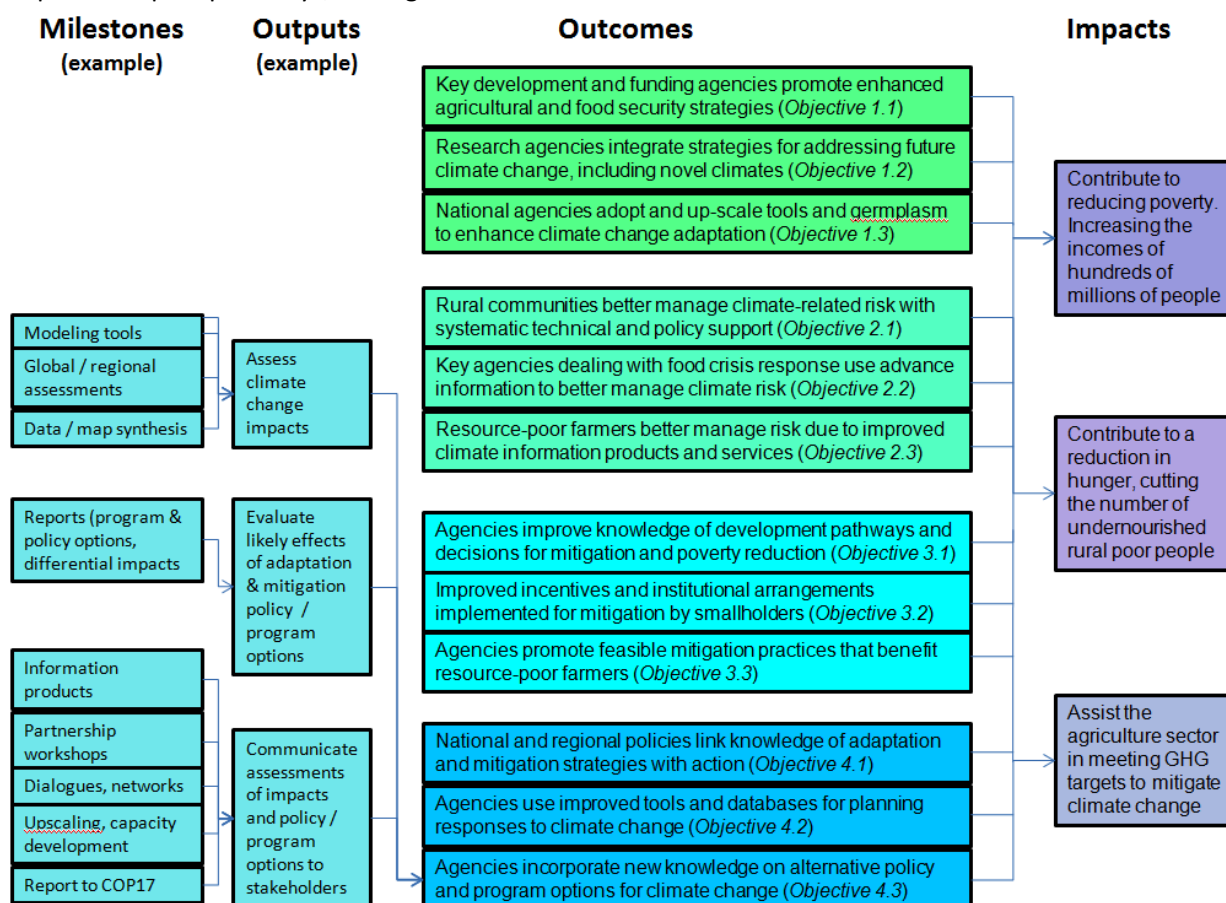 Milestones
(example)
Outputs
(example)
Outcomes
Impacts
Modeling tools
Global / regional
assessments
Data / map synthesis
Reports (program &
policy options,
differential impacts
Information
products
Partnership
workshops
Dialogues, networks
Upscaling, capacity
development
Report to COP17
Assess
climate
change
impacts
Evaluate
likely effects
of adaptation
& mitigation
policy /
program
options
Communicate
assessments
of impacts
and policy /
program
options to
stakeholders
Key development and funding agencies promote enhanced
agricultural and food security strategies (Objective 1.1)
Research agencies integrate strategies for addressing future
climate change, including novel climates (Objective 1.2)
National agencies adopt and up-scale tools and germplasm
to enhance climate change adaptation (Objective 1.3)
Rural communities better manage climate-related risk with
systematic technical and policy support (Objective 2.1)
Key agencies dealing with food crisis response use advance
information to better manage climate risk (Objective 2.2)
Resource-poor farmers better manage risk due to improved
climate information products and services (Objective 2.3)
Agencies improve knowledge of development pathways and
decisions for mitigation and poverty reduction (Objective 3.1)
Improved incentives and institutional arrangements
implemented for mitigation by smallholders (Objective 3.2)
Agencies promote feasible mitigation practices that benefit
resource-poor farmers (Objective 3.3)
National and regional policies link knowledge of adaptation
and mitigation strategies with action (Objective 4.1)
Agencies use improved tools and databases for planning
responses to climate change (Objective 4.2)
Agencies incorporate new knowledge on alternative policy
and program options for climate change (Objective 4.3)
Contribute to
reducing poverty.
Increasing the
incomes of
hundreds of
millions of people
Contribute to a
reduction in
hunger, cutting
the number of
undernourished
rural poor people
Assist the
agriculture sector
in meeting GHG
targets to mitigate
climate change